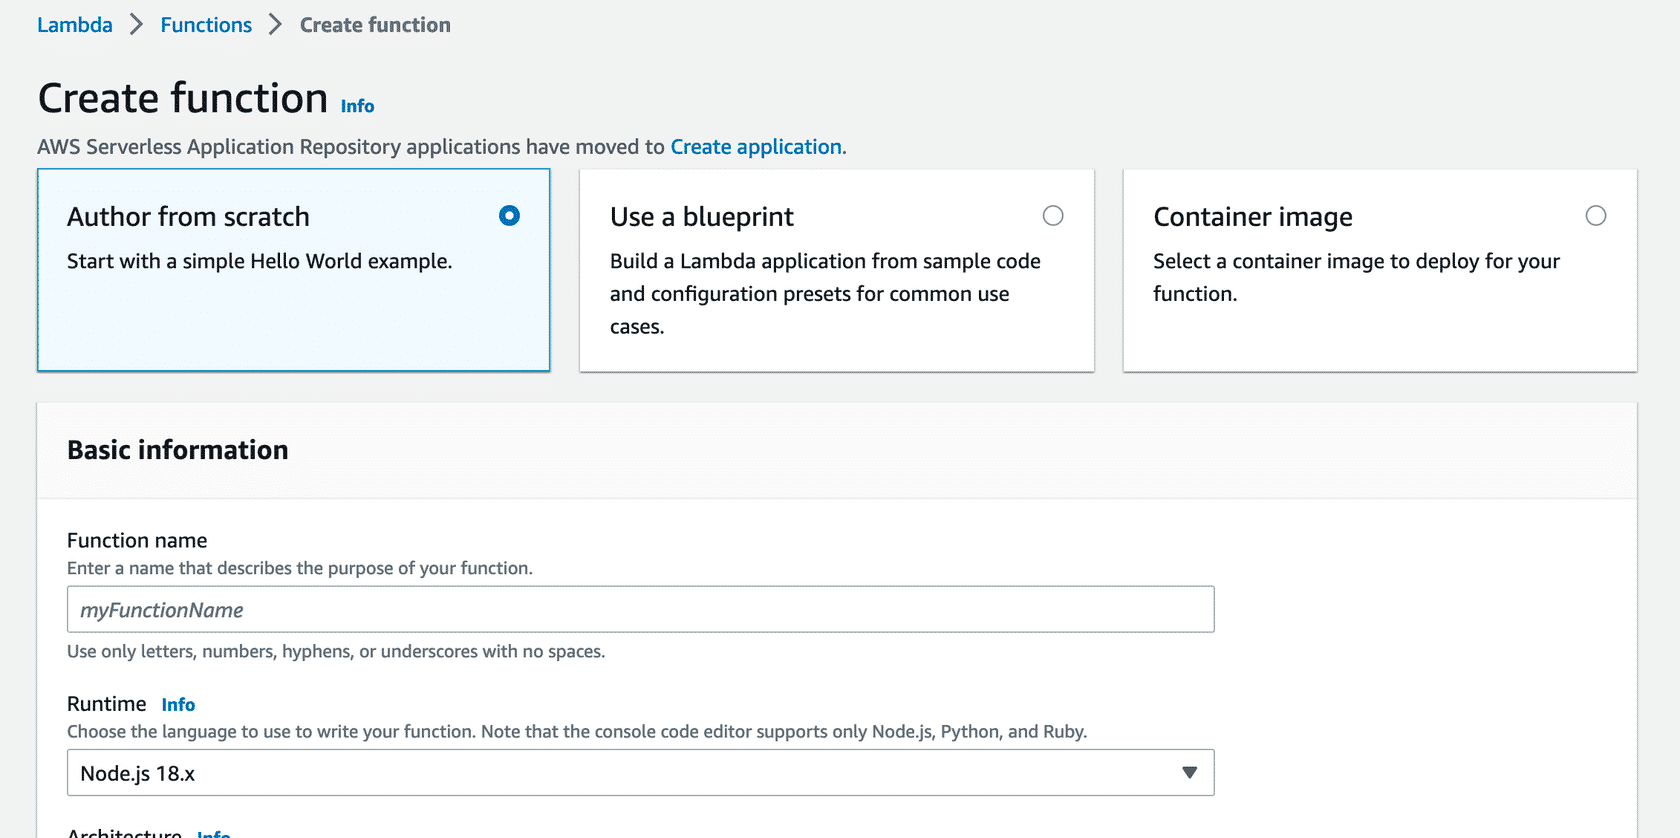 Lambda > Functions > Create function
Create function Info
AWS Serverless Application Repository applications have moved to Create application.
Author from scratch
Start with a simple Hello World example.
Use a blueprint
Build a Lambda application from sample code
and configuration presets for common use
cases.
Container image
Select a container image to deploy for your
function.
Basic information
Function name
Enter a name that describes the purpose of your function.
myFunctionName
Use only letters, numbers, hyphens, or underscores with no spaces.
Runtime Info
Choose the language to use to write your function. Note that the console code editor supports only Node.js, Python, and Ruby.
Node.js 18.x
Architecture Info